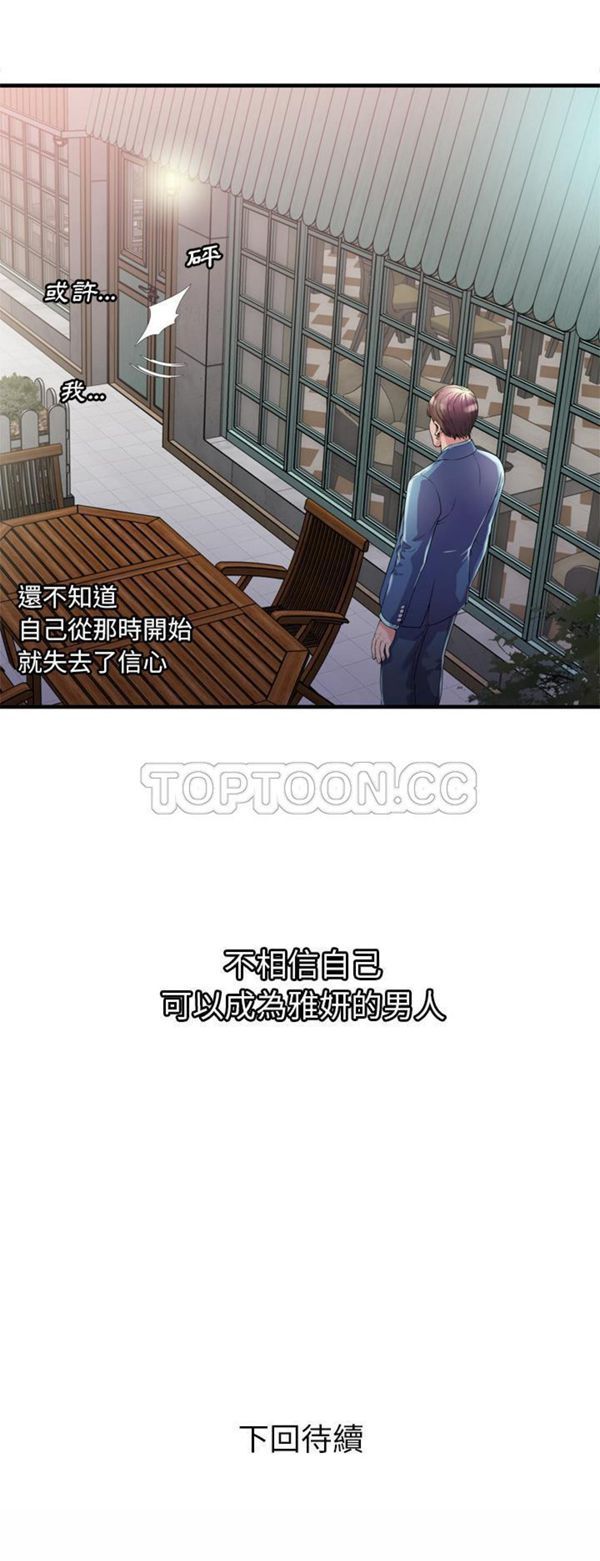 砰
或許...
我...
還不知道
自己從那時開始
就失去了信心
TOPTOON.CC
不相信自己
可以成為雅妍的男人
下回待續